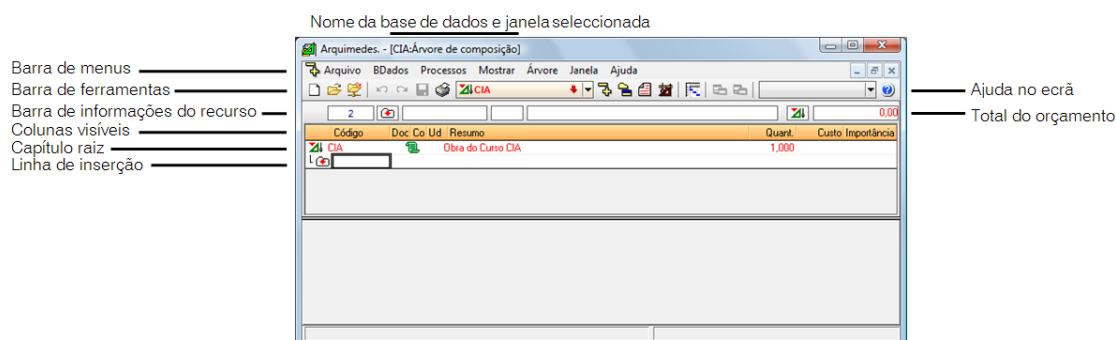 Nome da base de dados e janela seleccionada
Arquimedes. - [CIA:Árvore de composição]
Barra de menus
Arquivo BDados Processos Mostrar Árvore Janela Ajuda
Barra de ferramentas
CIA
Ajuda no ecrã
Barra de informações do recurso
2
0,00
Total do orçamento
Colunas visíveis
Código Doc Co Ud Resumo Quant. Custo Importância
Capítulo raiz
CIA Obra do Curso CIA 1,000
Linha de inserção